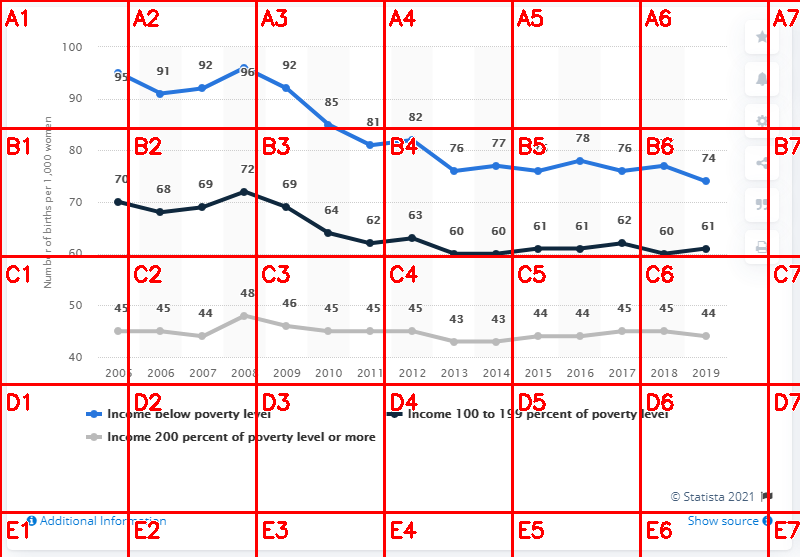 100
90
80
70
60
50
40
Number of births per 1,000 women
95 91 92 96 92 85 81 82 76 77 78 76 74
70 68 69 72 69 64 62 63 60 60 61 61 62 60 61
45 45 44 48 46 45 45 45 43 43 44 44 45 45 44
2005 2006 2007 2008 2009 2010 2011 2012 2013 2014 2015 2016 2017 2018 2019
Income below poverty level
Income 100 to 199 percent of poverty level
Income 200 percent of poverty level or more
© Statista 2021
Additional Information
Show source
A1 A2 A3 A4 A5 A6 A7
B1 B2 B3 B4 B5 B6 B7
C1 C2 C3 C4 C5 C6 C7
D1 D2 D3 D4 D5 D6 D7
E1 E2 E3 E4 E5 E6 E7